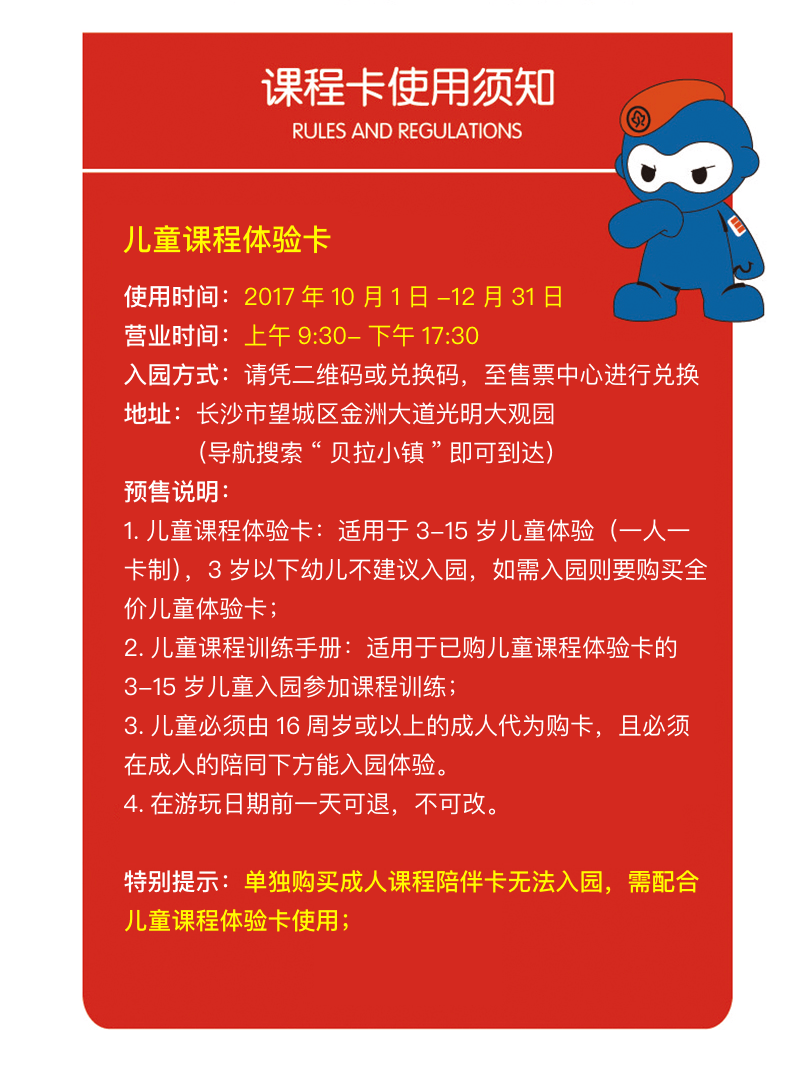 课程卡使用须知
RULES AND REGULATIONS
儿童课程体验卡
使用时间：2017 年 10 月 1 日 -12 月 31 日
营业时间：上午 9:30- 下午 17:30
入园方式：请凭二维码或兑换码，至售票中心进行兑换
地址：长沙市望城区金洲大道光明大观园
（导航搜索“贝拉小镇”即可到达）
预售说明：
1. 儿童课程体验卡：适用于 3-15 岁儿童体验（一人一
卡制），3 岁以下幼儿不建议入园，如需入园则要购买全
价儿童体验卡；
2. 儿童课程训练手册：适用于已购儿童课程体验卡的
3-15 岁儿童入园参加课程训练；
3. 儿童必须由 16 周岁或以上的成人代为购卡，且必须
在成人的陪同下方能入园体验。
4. 在游玩日期前一天可退，不可改。
特别提示：单独购买成人课程陪伴卡无法入园，需配合
儿童课程体验卡使用；